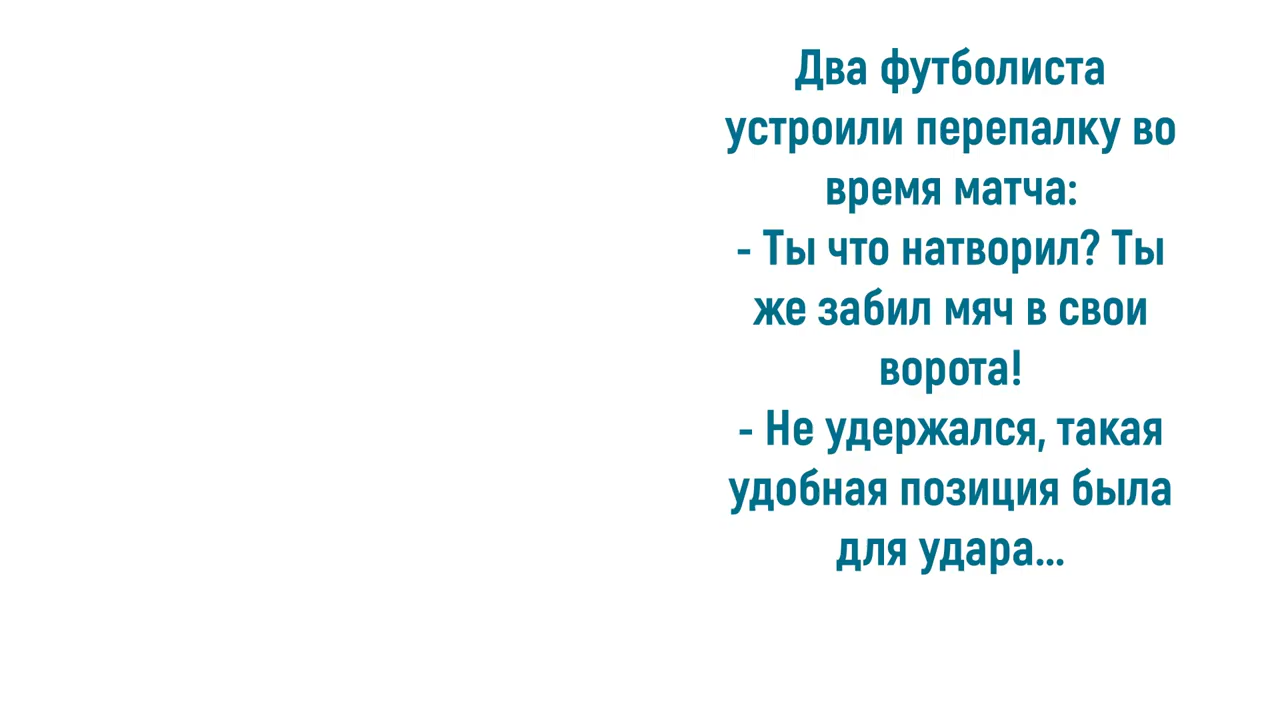 Два футболиста
устроили перепалку во
время матча:
- Ты что натворил? Ты
же забил мяч в свои
ворота!
- Не удержался, такая
удобная позиция была
для удара...